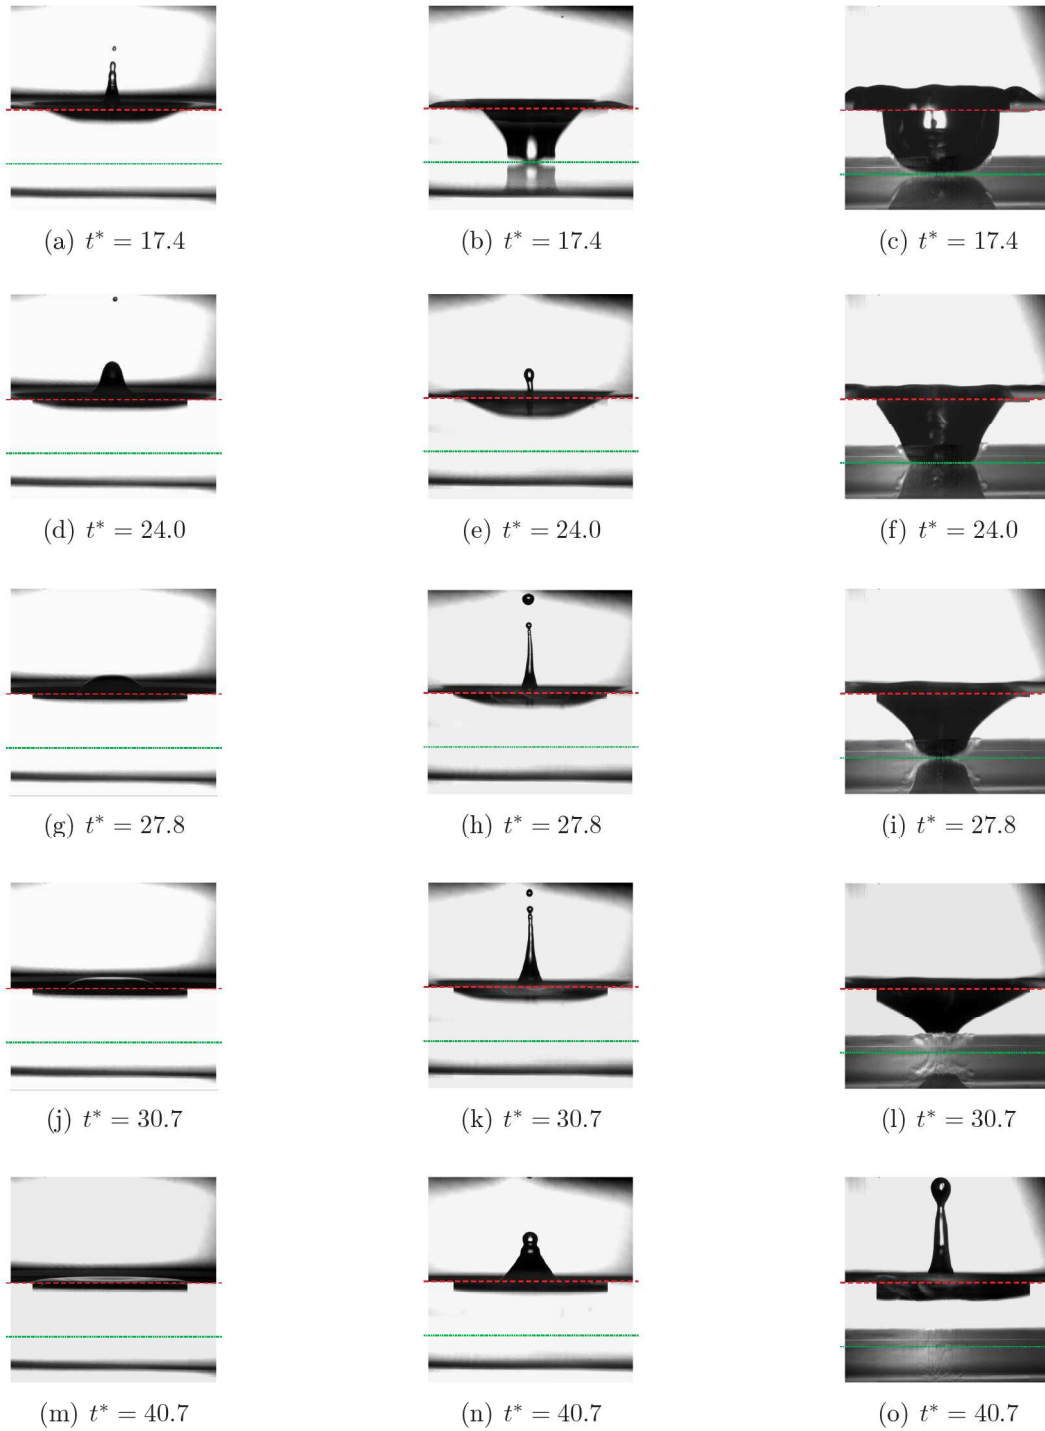 (a) t* = 17.4
(b) t* = 17.4
(c) t* = 17.4
(d) t* = 24.0
(e) t* = 24.0
(f) t* = 24.0
(g) t* = 27.8
(h) t* = 27.8
(i) t* = 27.8
(j) t* = 30.7
(k) t* = 30.7
(l) t* = 30.7
(m) t* = 40.7
(n) t* = 40.7
(o) t* = 40.7